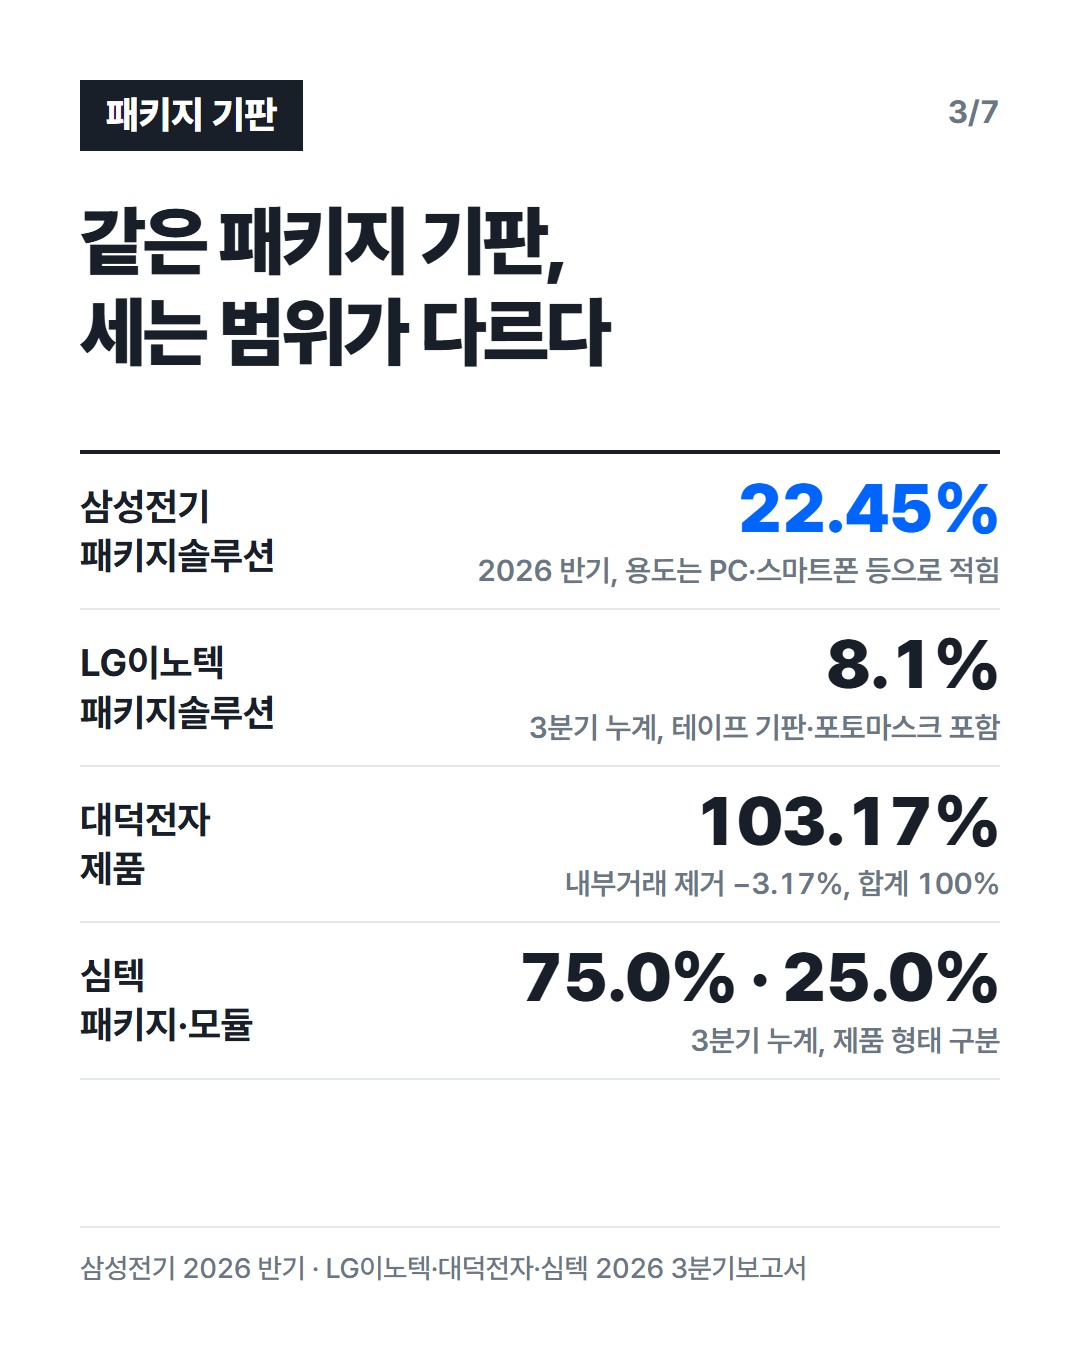 패키지 기판
3/7
같은 패키지 기판,
세는 범위가 다르다
삼성전기
패키지솔루션
22.45%
2026 반기, 용도는 PC·스마트폰 등으로 적힘
LG이노텍
패키지솔루션
8.1%
3분기 누계, 테이프 기판·포토마스크 포함
대덕전자
제품
103.17%
내부거래 제거 –3.17%, 합계 100%
심텍
패키지·모듈
75.0% · 25.0%
3분기 누계, 제품 형태 구분
삼성전기 2026 반기 · LG이노텍·대덕전자·심텍 2026 3분기보고서